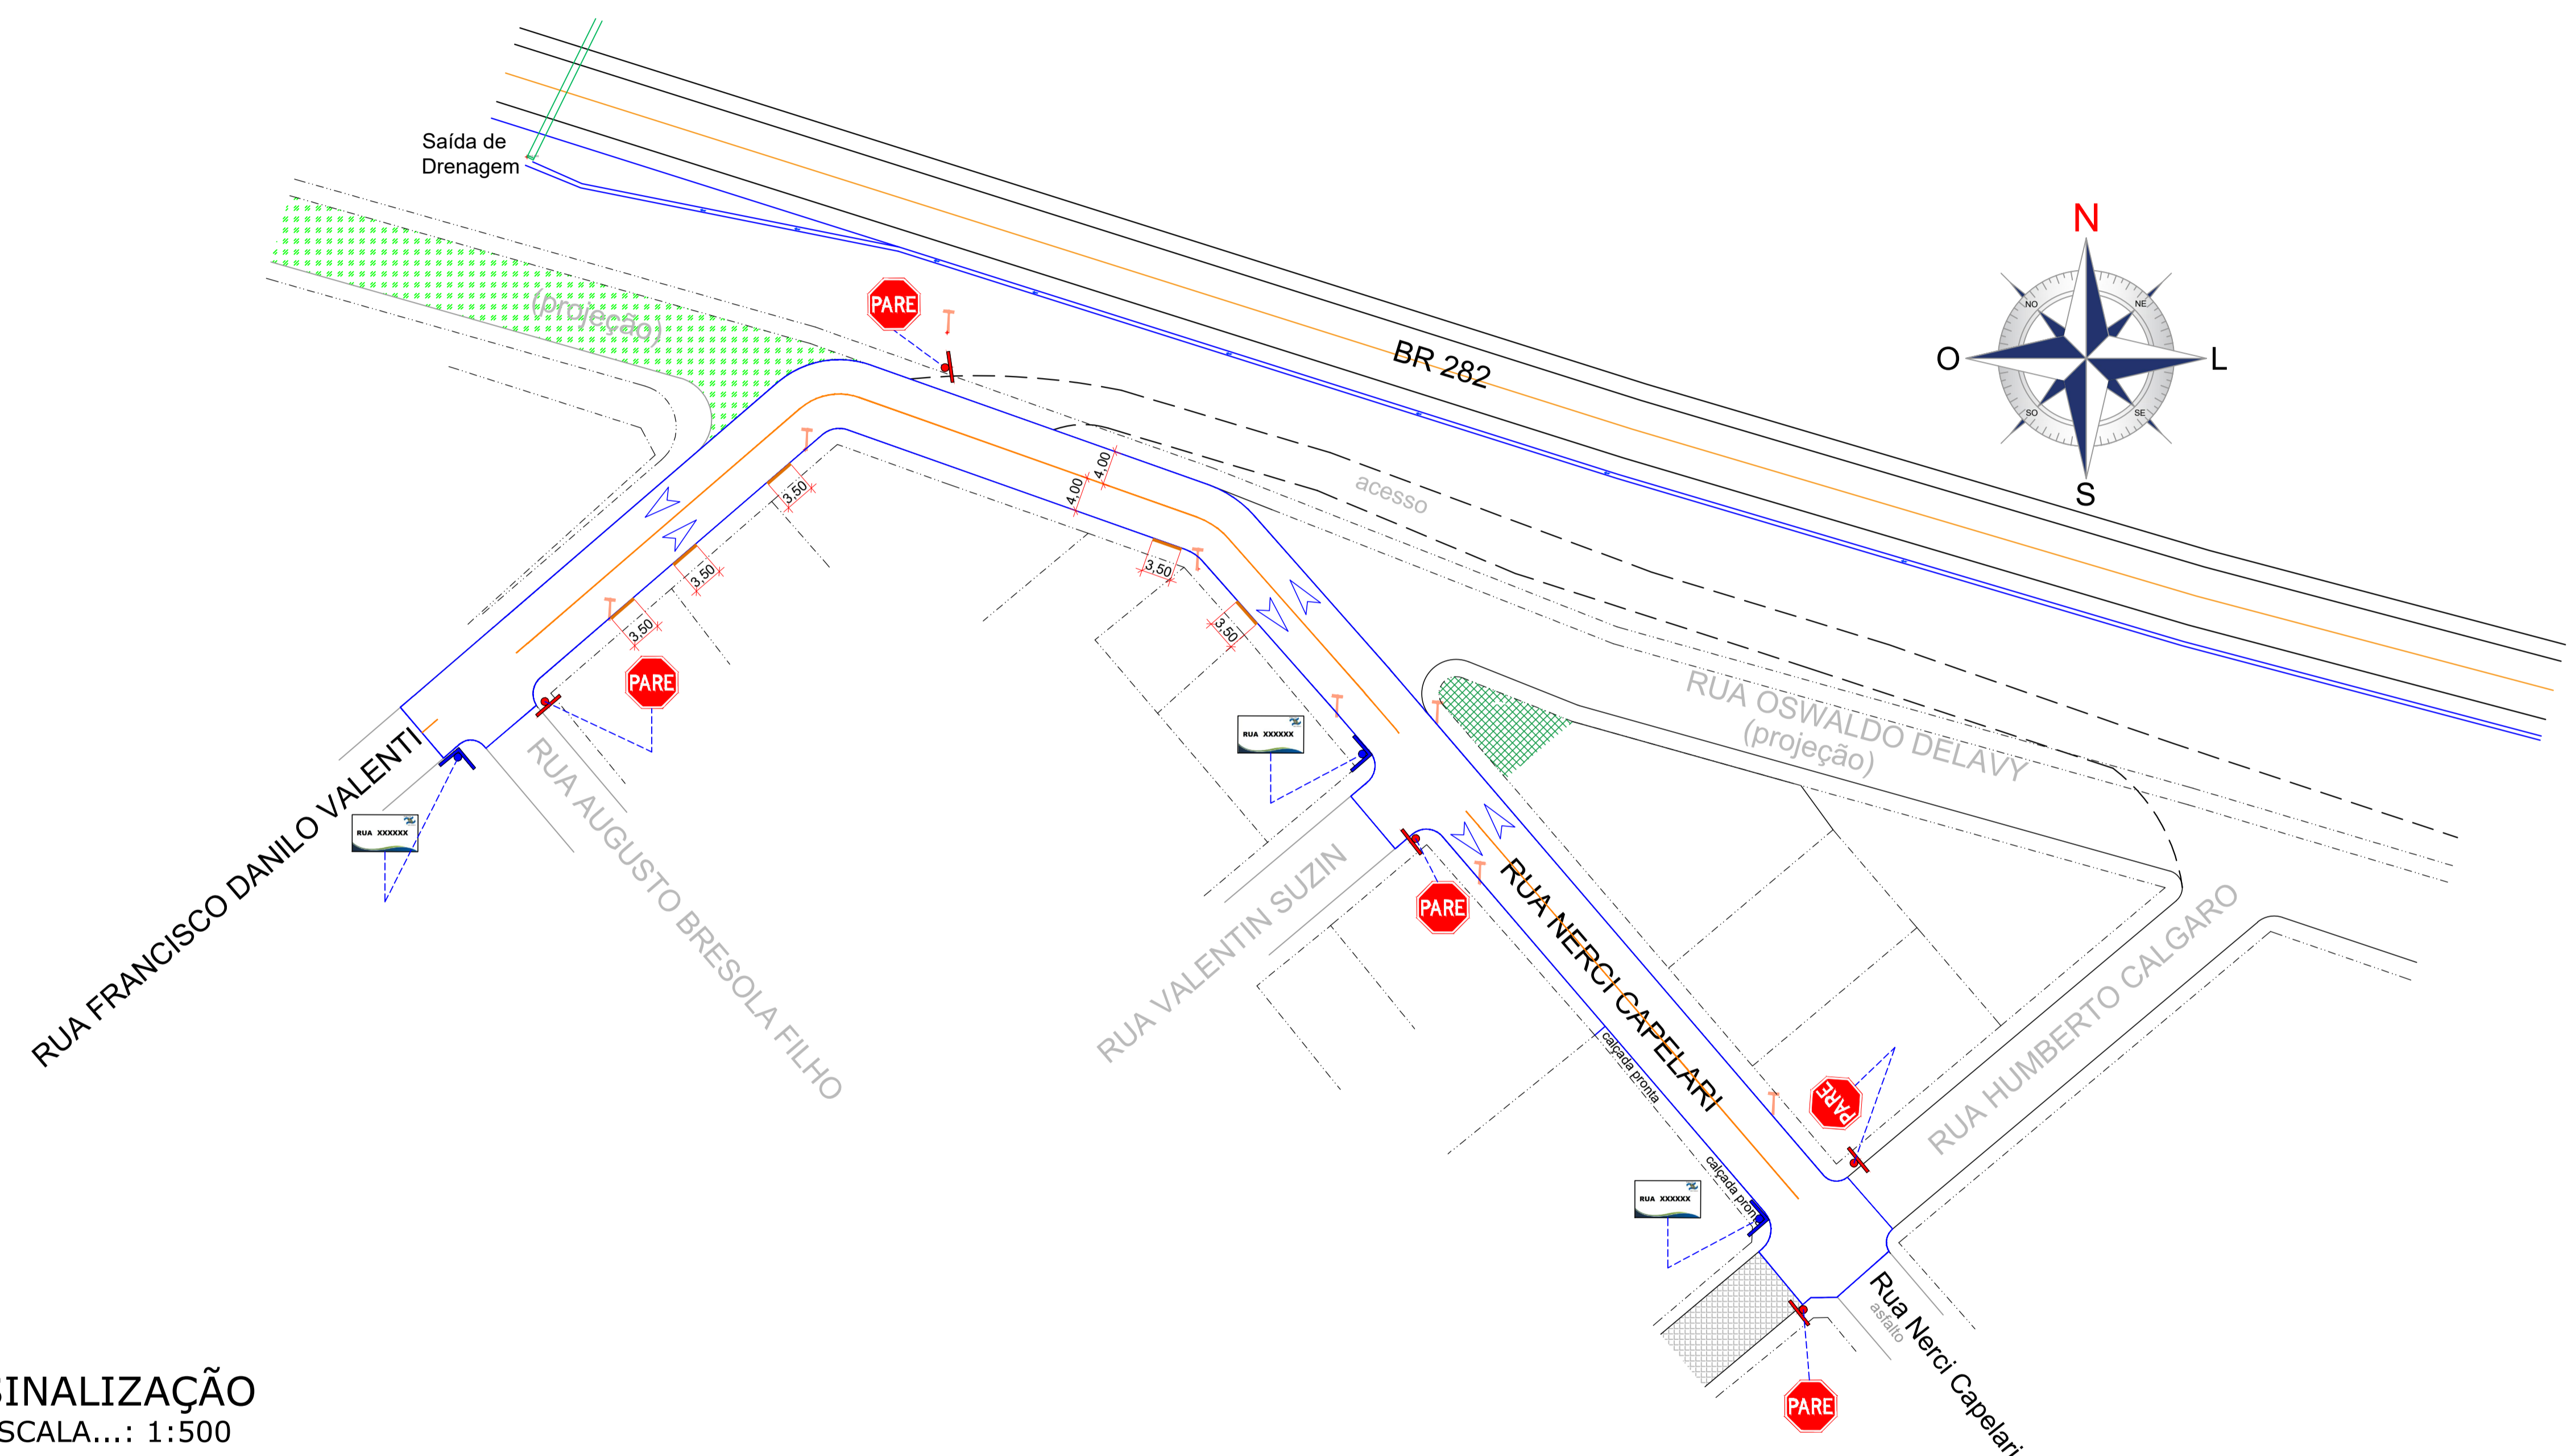 Saída de
Drenagem
(projeção)
PARE
BR 282
N
NO
NE
O
L
SO
SE
S
acesso
4,00
4,00
3,50
3,50
3,50
3,50
3,50
PARE
RUA XXXXXX
RUA OSWALDO DELAVY
(projeção)
RUA FRANCISCO DANILO VALENTI
RUA XXXXXX
RUA AUGUSTO BRESOLA FILHO
RUA VALENTIN SUZIN
PARE
RUA NERCI CAPELARI
RUA HUMBERTO CALGARO
calçada pronta
PARE
calçada pronta
RUA XXXXXX
Rua Nerci Capelari
asfalto
PARE
SINALIZAÇÃO
SCALA...: 1:500